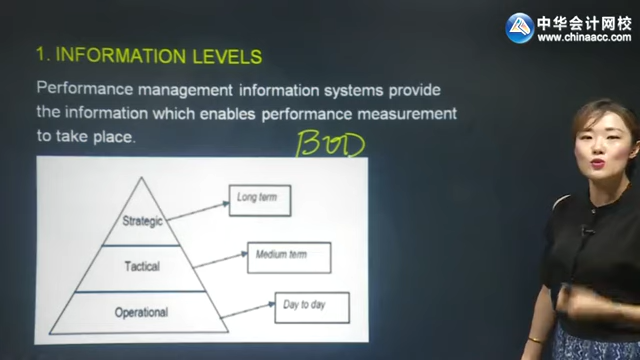 中华会计网校
www.chinaacc.com
1. INFORMATION LEVELS
Performance management information systems provide
the information which enables performance measurement
to take place.
BOD
Long term
Strategic
Medium term
Tactical
Day to day
Operational